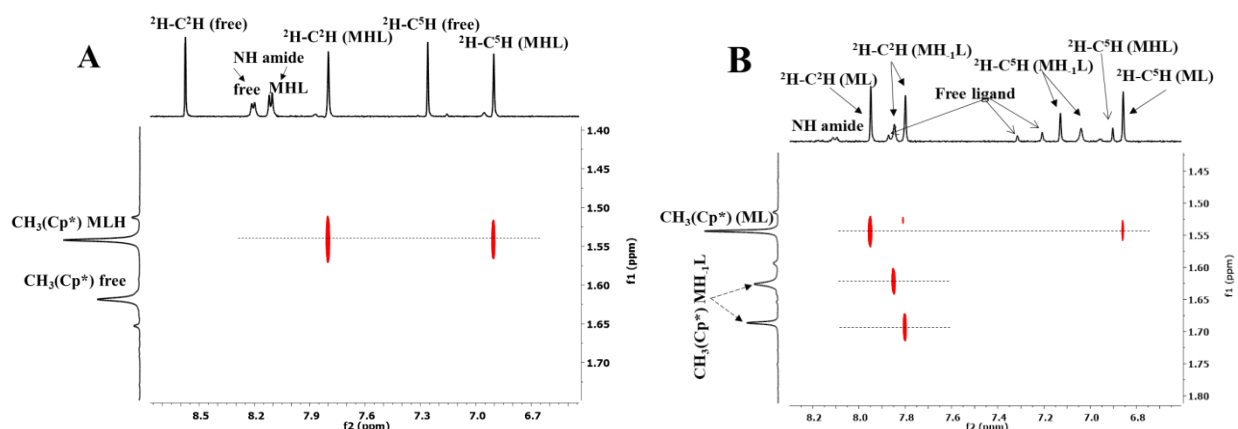 A
²H-C²H (free)
²H-C²H (MHL)
²H-C⁵H (free)
²H-C⁵H (MHL)
NH amide
free MHL
CH₃(Cp*) MLH
CH₃(Cp*) free
1.40
1.45
1.50
1.55
1.60
1.65
1.70
f1 (ppm)
8.5 8.2 7.9 7.6 7.3 7.0 6.7
f2 (ppm)
B
²H-C²H (ML)
²H-C²H (MH₋₁L)
²H-C⁵H (MH₋₁L)
²H-C⁵H (MHL)
²H-C⁵H (ML)
Free ligand
NH amide
CH₃(Cp*) (ML)
CH₃(Cp*) MH₋₁L
1.45
1.50
1.55
1.60
1.65
1.70
1.75
1.80
f1 (ppm)
8.2 8.0 7.8 7.6 7.4 7.2 7.0 6.8
f2 (ppm)